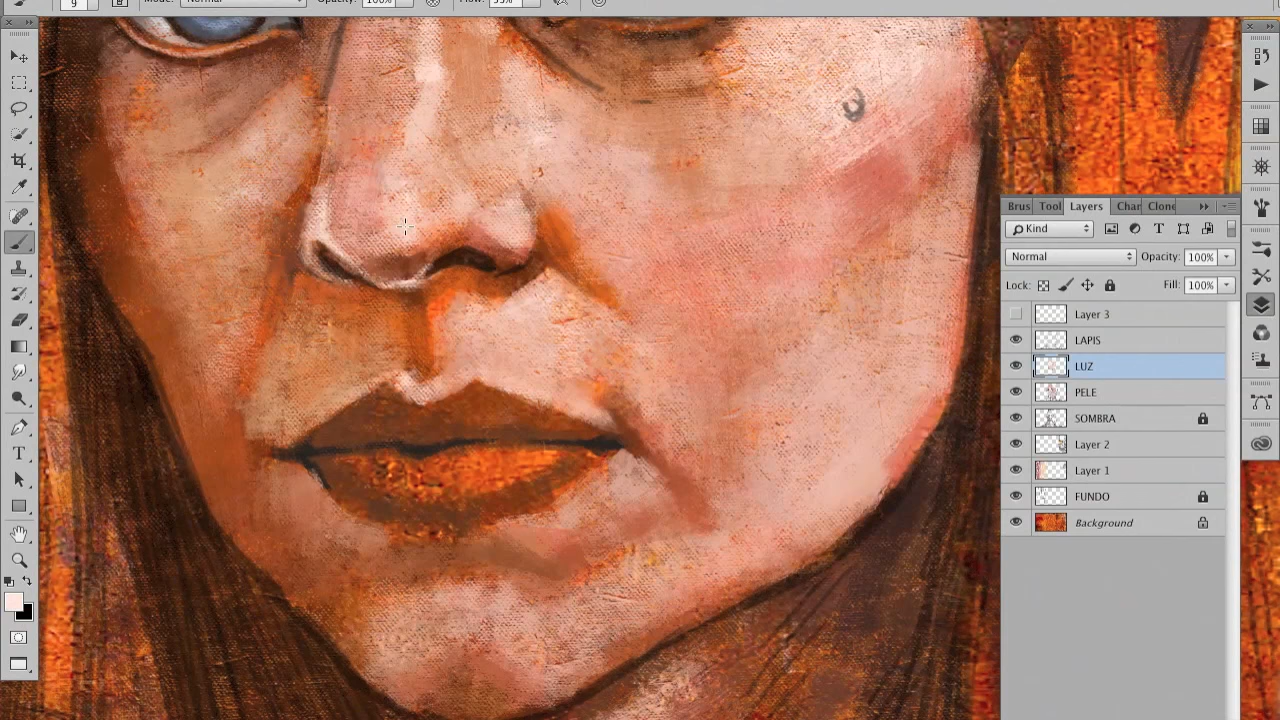 9 Mode: Normal Opacity: 100% Flow:
Brus Tool Layers Char Clone
Kind
Normal Opacity: 100%
Lock: Fill: 100%
Layer 3
LAPIS
LUZ
PELE
SOMBRA
Layer 2
Layer 1
FUNDO
Background